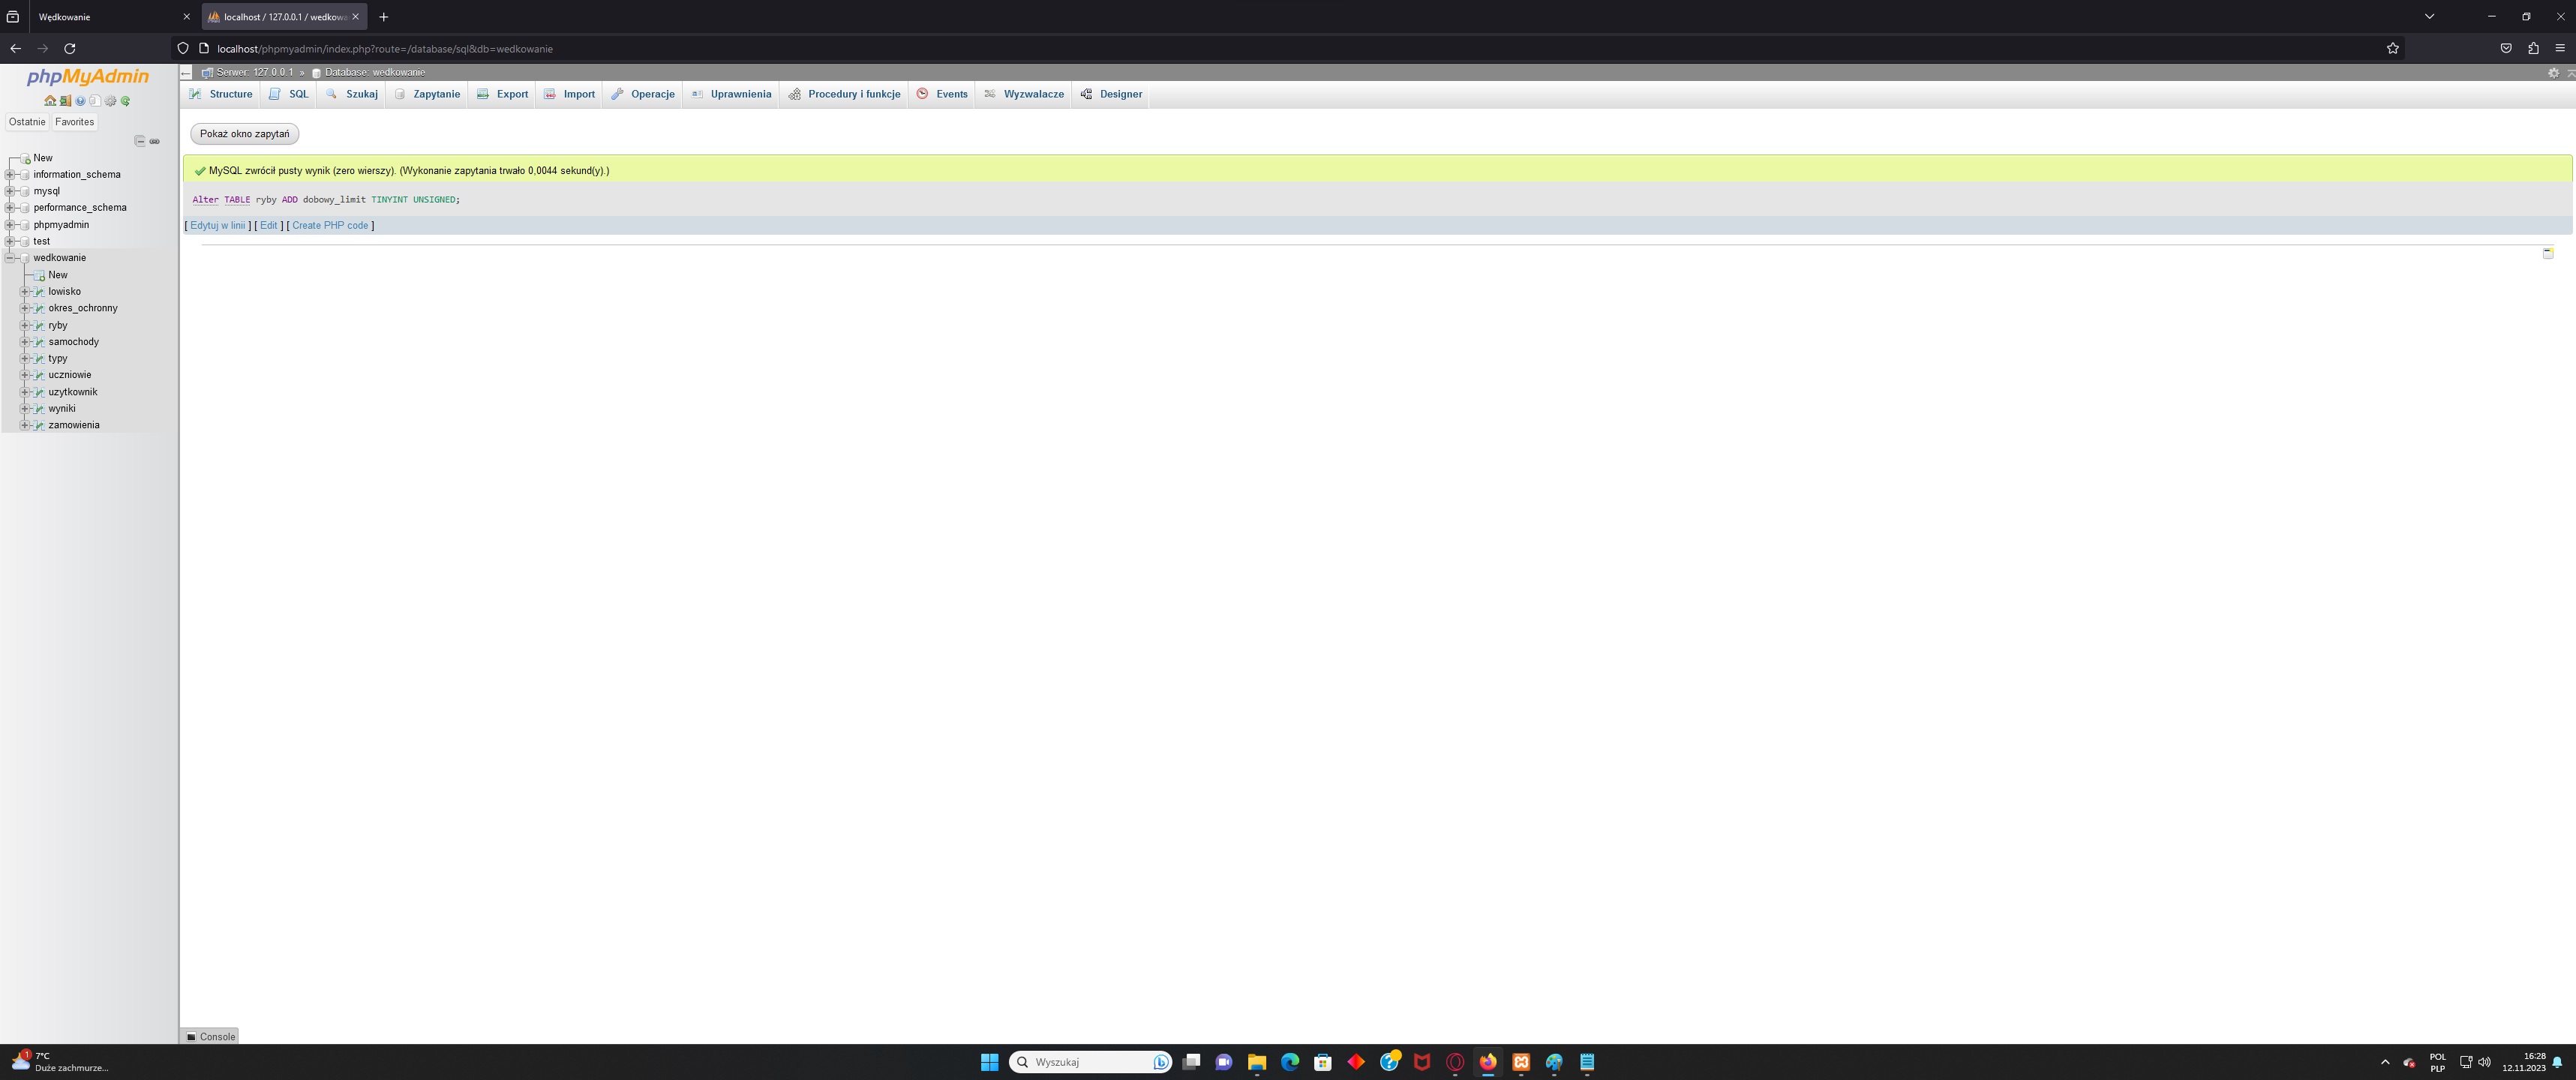 Wędkowanie
localhost / 127.0.0.1 / wedkowa
localhost/phpmyadmin/index.php?route=/database/sql&db=wedkowanie
phpMyAdmin
Ostatnie Favorites
New
information_schema
mysql
performance_schema
phpmyadmin
test
wedkowanie
New
lowisko
okres_ochronny
ryby
samochody
typy
uczniowie
uzytkownik
wyniki
zamowienia
Serwer: 127.0.0.1 » Database: wedkowanie
Structure SQL Szukaj Zapytanie Export Import Operacje Uprawnienia Procedury i funkcje Events Wyzwalacze Designer
Pokaż okno zapytań
MySQL zwrócił pusty wynik (zero wierszy). (Wykonanie zapytania trwało 0,0044 sekund(y).)
Alter TABLE ryby ADD dobowy_limit TINYINT UNSIGNED;
[ Edytuj w linii ] [ Edit ] [ Create PHP code ]
Console
1
7°C
Duże zachmurze...
Wyszukaj
POL
PLP
16:28
12.11.2023